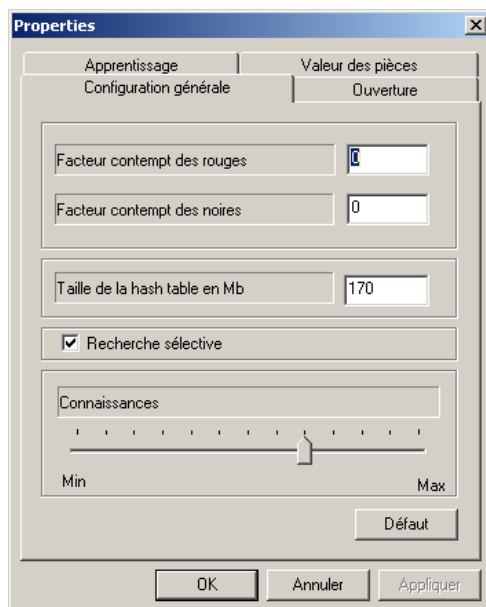 Properties
Apprentissage Valeur des pièces
Configuration générale Ouverture
Facteur contempt des rouges 0
Facteur contempt des noires 0
Taille de la hash table en Mb 170
Recherche sélective
Connaissances
Min Max
Défaut
OK Annuler Appliquer